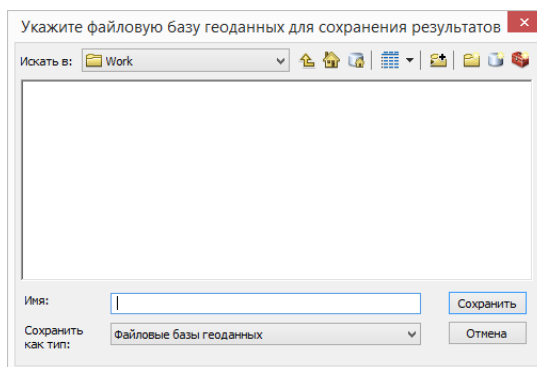 Укажите файловую базу геоданных для сохранения результатов
Искать в: Work
Имя:
Сохранить
Сохранить как тип:
Файловые базы геоданных
Отмена